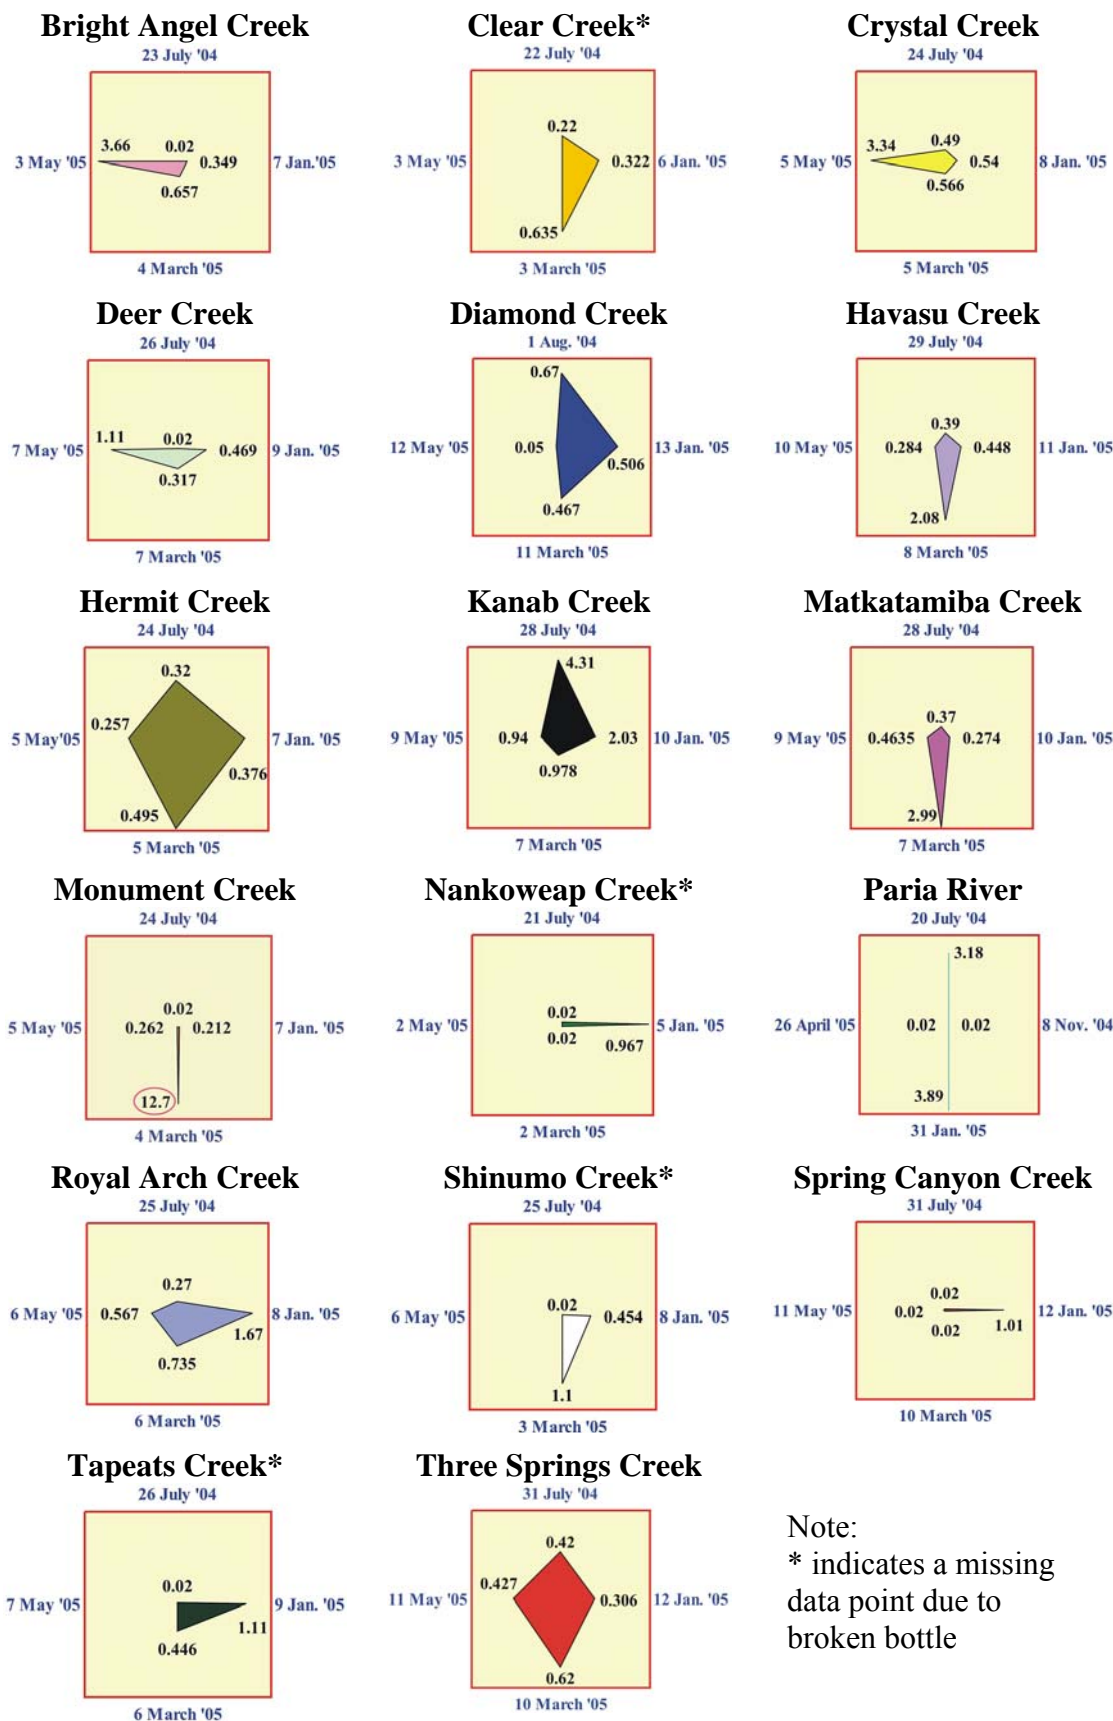 Bright Angel Creek
23 July '04
3 May '05 3.66 0.02 0.349 7 Jan.'05
0.657
4 March '05
Clear Creek*
22 July '04
0.22
3 May '05 0.322 6 Jan. '05
0.635
3 March '05
Crystal Creek
24 July '04
0.49
5 May '05 3.34 0.54 8 Jan. '05
0.566
5 March '05
Deer Creek
26 July '04
7 May '05 1.11 0.02 0.469 9 Jan. '05
0.317
7 March '05
Diamond Creek
1 Aug. '04
0.67
12 May '05 0.05 0.506 13 Jan. '05
0.467
11 March '05
Havasu Creek
29 July '04
0.39
10 May '05 0.284 0.448 11 Jan. '05
2.08
8 March '05
Hermit Creek
24 July '04
0.32
5 May'05 0.257 0.376 7 Jan. '05
0.495
5 March '05
Kanab Creek
28 July '04
4.31
9 May '05 0.94 2.03 10 Jan. '05
0.978
7 March '05
Matkatamiba Creek
28 July '04
0.37
9 May '05 0.4635 0.274 10 Jan. '05
2.99
7 March '05
Monument Creek
24 July '04
0.02
5 May '05 0.262 0.212 7 Jan. '05
12.7
4 March '05
Nankoweap Creek*
21 July '04
0.02
2 May '05 5 Jan. '05
0.02 0.967
2 March '05
Paria River
20 July '04
3.18
26 April '05 0.02 0.02 8 Nov. '04
3.89
31 Jan. '05
Royal Arch Creek
25 July '04
0.27
6 May '05 0.567 1.67 8 Jan. '05
0.735
6 March '05
Shinumo Creek*
25 July '04
0.02
6 May '05 0.454 8 Jan. '05
1.1
3 March '05
Spring Canyon Creek
31 July '04
0.02
11 May '05 0.02 1.01 12 Jan. '05
0.02
10 March '05
Tapeats Creek*
26 July '04
0.02
7 May '05 1.11 9 Jan. '05
0.446
6 March '05
Three Springs Creek
31 July '04
0.42
11 May '05 0.427 0.306 12 Jan. '05
0.62
10 March '05
Note:
* indicates a missing
data point due to
broken bottle